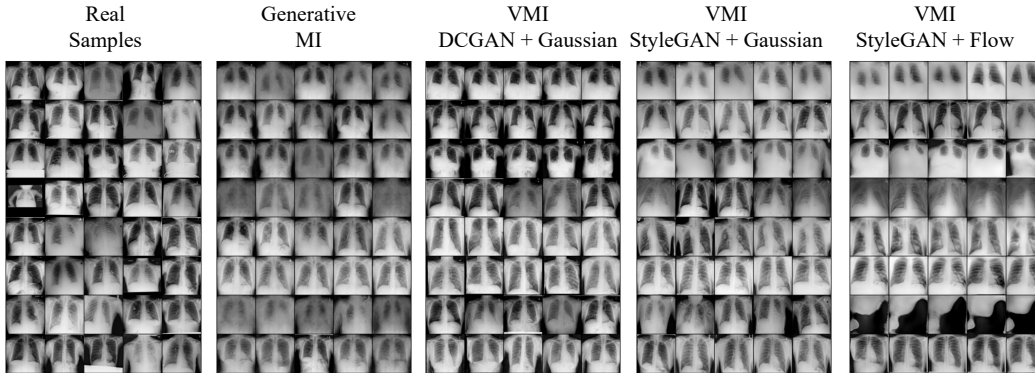 Real
Samples
Generative
MI
VMI
DCGAN + Gaussian
VMI
StyleGAN + Gaussian
VMI
StyleGAN + Flow